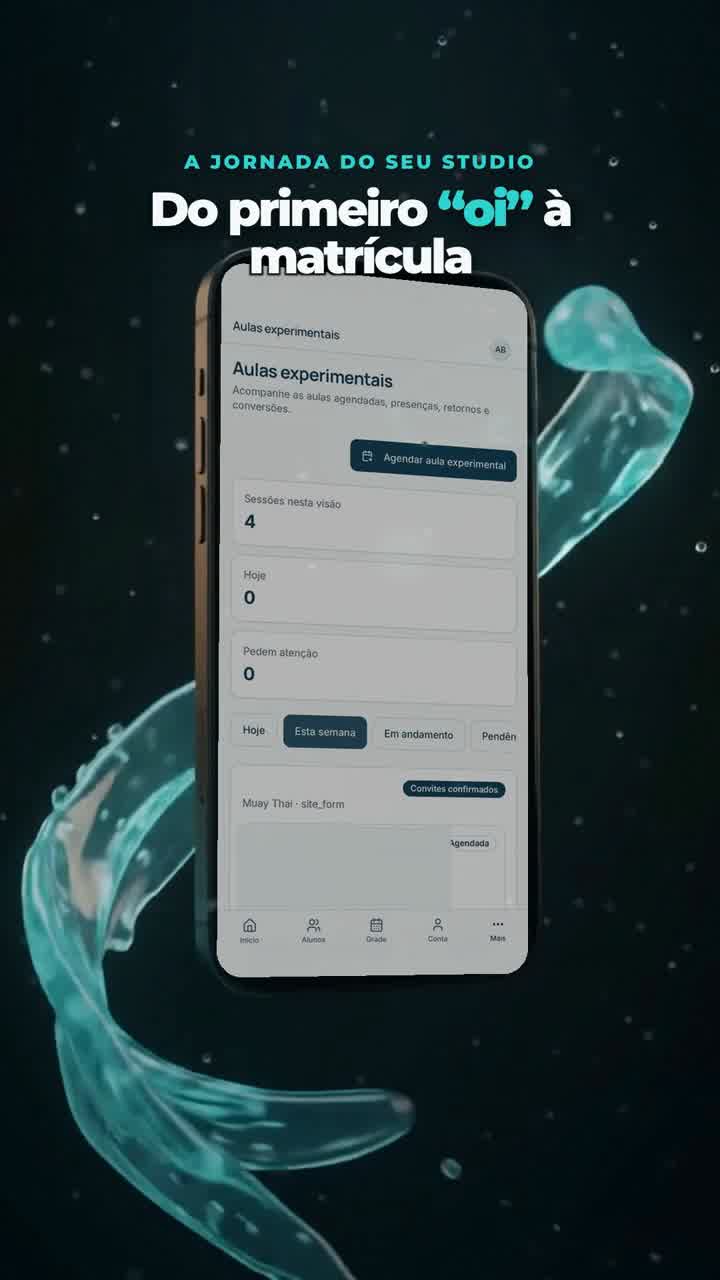 A JORNADA DO SEU STUDIO
Do primeiro “oi” à
matrícula
Aulas experimentais
AB
Aulas experimentais
Acompanhe as aulas agendadas, presenças, retornos e
conversões.
Agendar aula experimental
Sessões nesta visão
4
Hoje
0
Pedem atenção
0
Hoje
Esta semana
Em andamento
Pendên
Convites confirmados
Muay Thai · site_form
Agendada
Início
Alunos
Grade
Conta
Mais